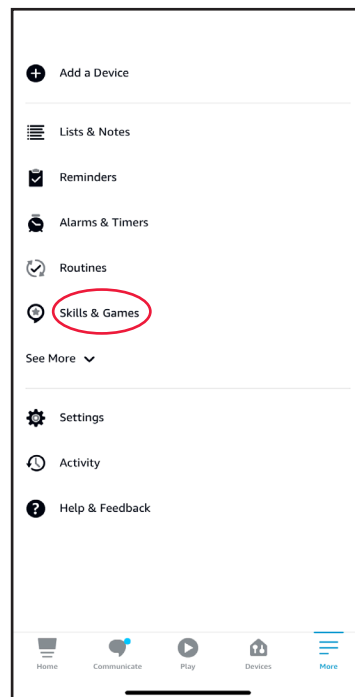 Add a Device
Lists & Notes
Reminders
Alarms & Timers
Routines
Skills & Games
See More
Settings
Activity
Help & Feedback
Home Communicate Play Devices More